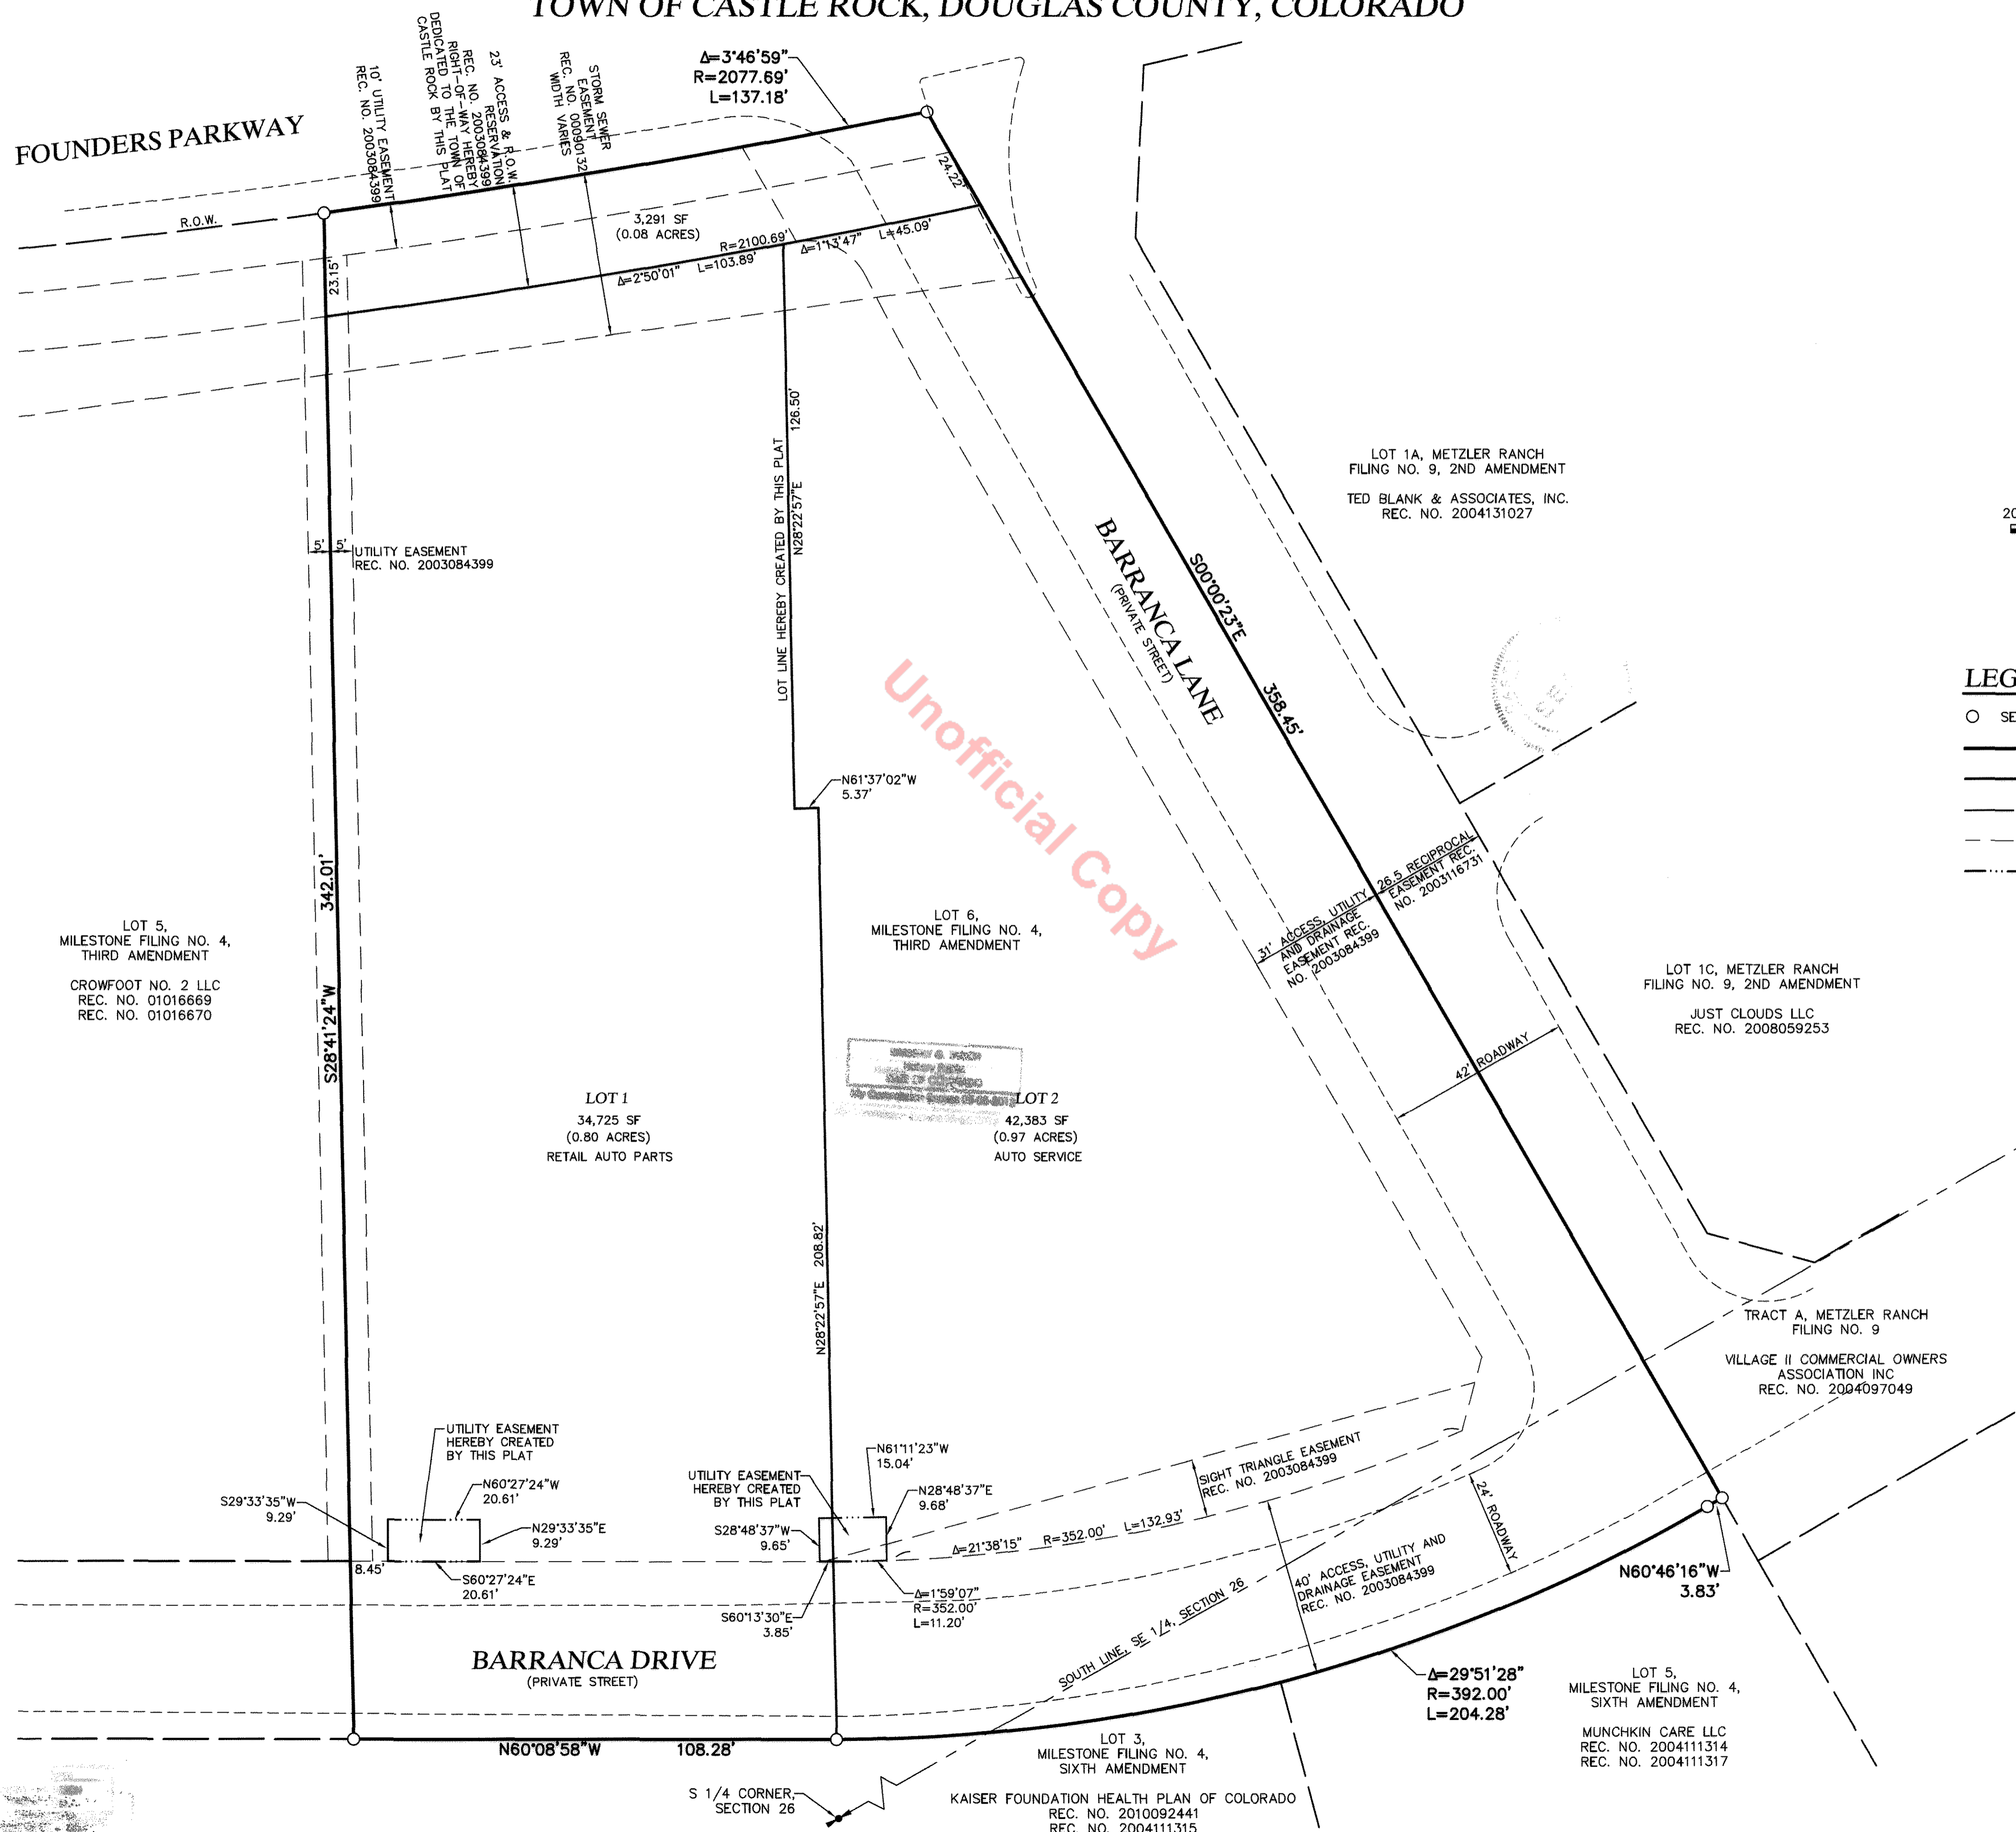 TOWN OF CASTLE ROCK, DOUGLAS COUNTY, COLORADO
FOUNDERS PARKWAY
R.O.W.
10' UTILITY EASEMENT
REC. NO. 2003084399
23' ACCESS & R.O.W.
RESERVATION
REC. NO. 2003084399
RIGHT-OF-WAY HEREBY
DEDICATED TO THE TOWN OF
CASTLE ROCK BY THIS PLAT
STORM SEWER
EASEMENT
REC. NO. 00090132
WIDTH VARIES
Δ=3°46'59"
R=2077.69'
L=137.18'
24.22'
3,291 SF
(0.08 ACRES)
R=2100.69'
Δ=1°13'47"
L=45.09'
Δ=2°50'01"
L=103.89'
23.15'
LOT LINE HEREBY CREATED BY THIS PLAT
126.50'
N28°22'57"E
5'
5'
UTILITY EASEMENT
REC. NO. 2003084399
LOT 1A, METZLER RANCH
FILING NO. 9, 2ND AMENDMENT
TED BLANK & ASSOCIATES, INC.
REC. NO. 2004131027
20
BARRANCA LANE
(PRIVATE STREET)
S00°00'23"E
358.45'
LEG
SE
Unofficial Copy
N61°37'02"W
5.37'
342.01'
S28°41'24"W
LOT 5,
MILESTONE FILING NO. 4,
THIRD AMENDMENT
CROWFOOT NO. 2 LLC
REC. NO. 01016669
REC. NO. 01016670
LOT 6,
MILESTONE FILING NO. 4,
THIRD AMENDMENT
31' ACCESS, UTILITY
AND DRAINAGE
EASEMENT REC.
NO. 2003084399
26.5 RECIPROCAL
EASEMENT REC.
NO. 2003116731
LOT 1C, METZLER RANCH
FILING NO. 9, 2ND AMENDMENT
JUST CLOUDS LLC
REC. NO. 2008059253
42' ROADWAY
LOT 1
34,725 SF
(0.80 ACRES)
RETAIL AUTO PARTS
LOT 2
42,383 SF
(0.97 ACRES)
AUTO SERVICE
N28°22'57"E 208.82'
TRACT A, METZLER RANCH
FILING NO. 9
VILLAGE II COMMERCIAL OWNERS
ASSOCIATION INC
REC. NO. 2004097049
UTILITY EASEMENT
HEREBY CREATED
BY THIS PLAT
N60°27'24"W
20.61'
S29°33'35"W
9.29'
N29°33'35"E
9.29'
8.45'
S60°27'24"E
20.61'
UTILITY EASEMENT
HEREBY CREATED
BY THIS PLAT
N61°11'23"W
15.04'
N28°48'37"E
9.68'
S28°48'37"W
9.65'
S60°13'30"E
3.85'
Δ=1°59'07"
R=352.00'
L=11.20'
Δ=21°38'15"
R=352.00'
L=132.93'
SIGHT TRIANGLE EASEMENT
REC. NO. 2003084399
24' ROADWAY
40' ACCESS, UTILITY AND
DRAINAGE EASEMENT
REC. NO. 2003084399
SOUTH LINE, SE 1/4, SECTION 26
N60°46'16"W
3.83'
Δ=29°51'28"
R=392.00'
L=204.28'
BARRANCA DRIVE
(PRIVATE STREET)
N60°08'58"W
108.28'
S 1/4 CORNER,
SECTION 26
LOT 3,
MILESTONE FILING NO. 4,
SIXTH AMENDMENT
KAISER FOUNDATION HEALTH PLAN OF COLORADO
REC. NO. 2010092441
REC. NO. 2004111315
LOT 5,
MILESTONE FILING NO. 4,
SIXTH AMENDMENT
MUNCHKIN CARE LLC
REC. NO. 2004111314
REC. NO. 2004111317